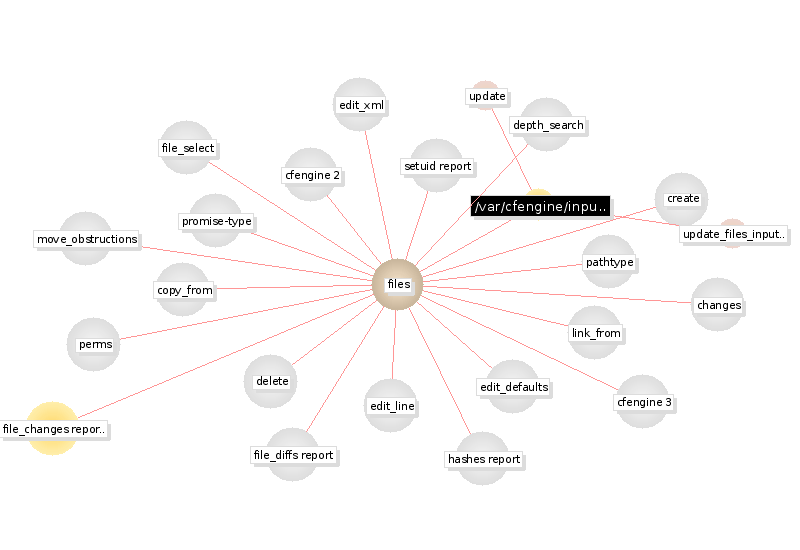 update
edit_xml
depth_search
file_select
setuid report
cfengine 2
create
/var/cfengine/inpu..
promise-type
update_files_input..
move_obstructions
pathtype
files
copy_from
changes
link_from
perms
delete
edit_defaults
edit_line
cfengine 3
file_changes repor..
file_diffs report
hashes report